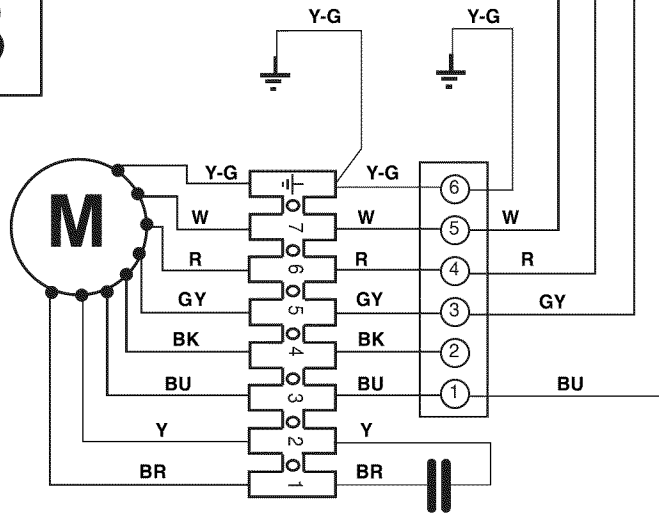 Y-G Y-G
M
Y-G Y-G 6
W 7 W 5 W
R 6 R 4 R
GY 5 GY 3 GY
BK 4 BK 2
BU 3 BU 1 BU
Y 2 Y
BR 1 BR